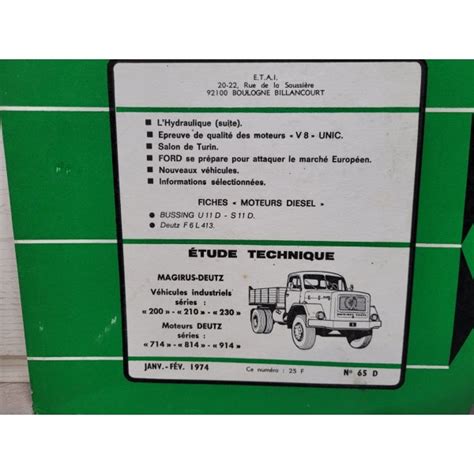 E.T.A.I.
20-22, Rue de la Saussière
92100 BOULOGNE BILLANCOURT
■ L'Hydraulique (suite).
■ Epreuve de qualité des moteurs - V 8 - UNIC.
■ Salon de Turin.
■ FORD se prépare pour attaquer le marché Européen.
■ Nouveaux véhicules.
■ Informations sélectionnées.
FICHES « MOTEURS DIESEL »
● BUSSING U 11 D - S 11 D.
● Deutz F 6 L 413.
ÉTUDE TECHNIQUE
MAGIRUS-DEUTZ
Véhicules industriels
séries :
« 200 » - « 210 » - « 230 »
Moteurs DEUTZ
séries :
« 714 » - « 814 » - « 914 »
JANV. - FÉV. 1974
Ce numéro : 25 F
N° 65 D